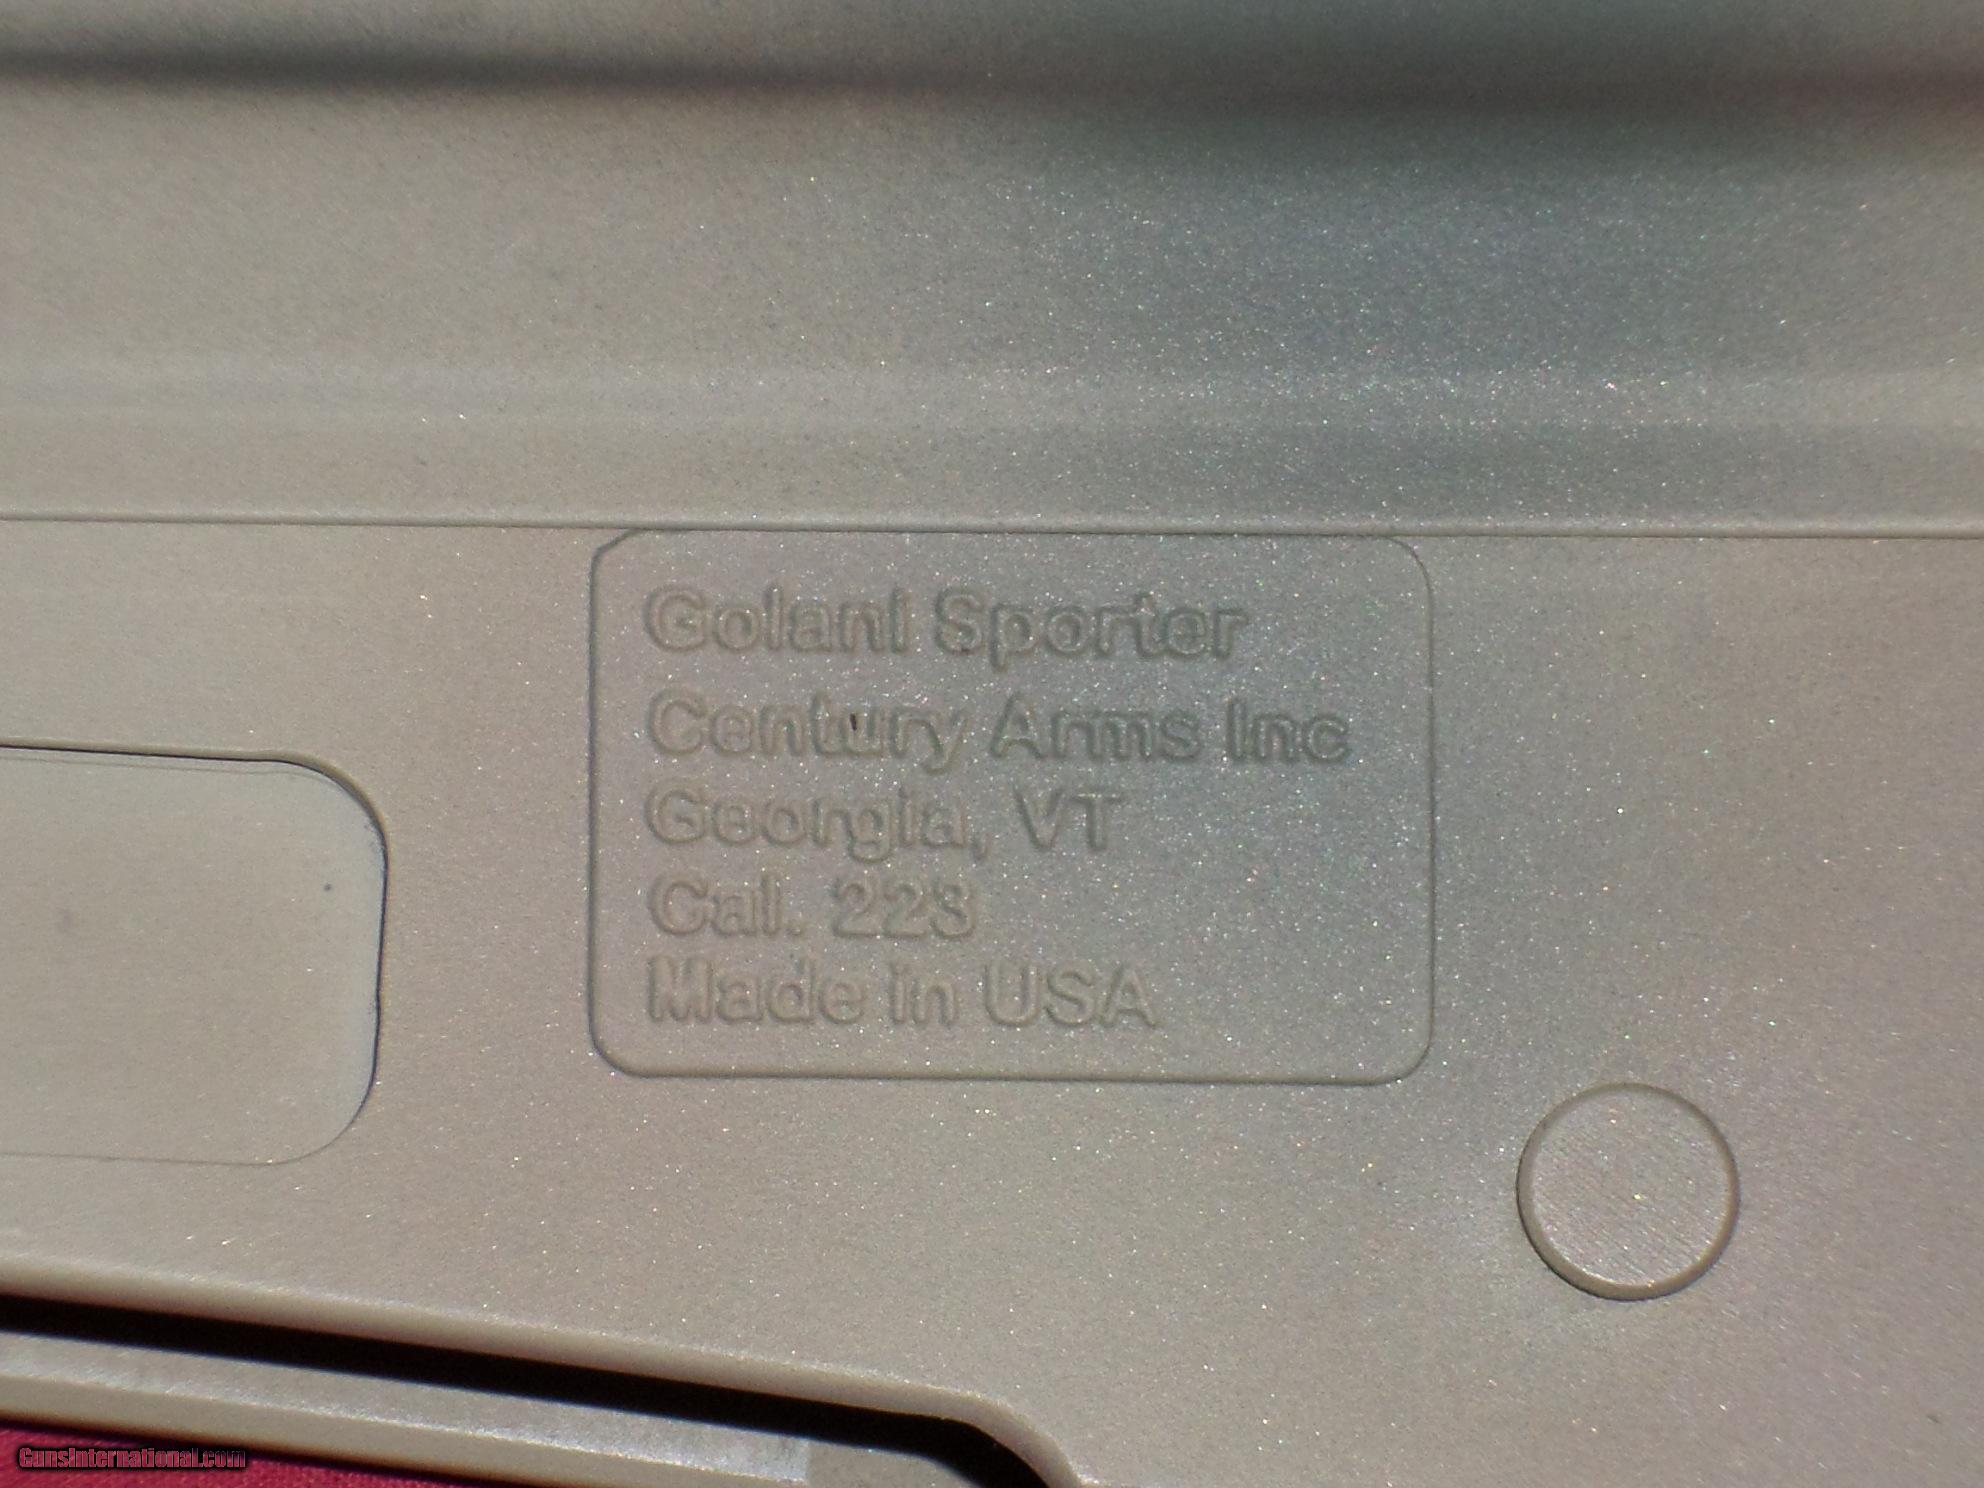 Golani Sporter
Century Arms Inc
Georgia, VT
Cal. 223
Made in USA
GunsInternational.com